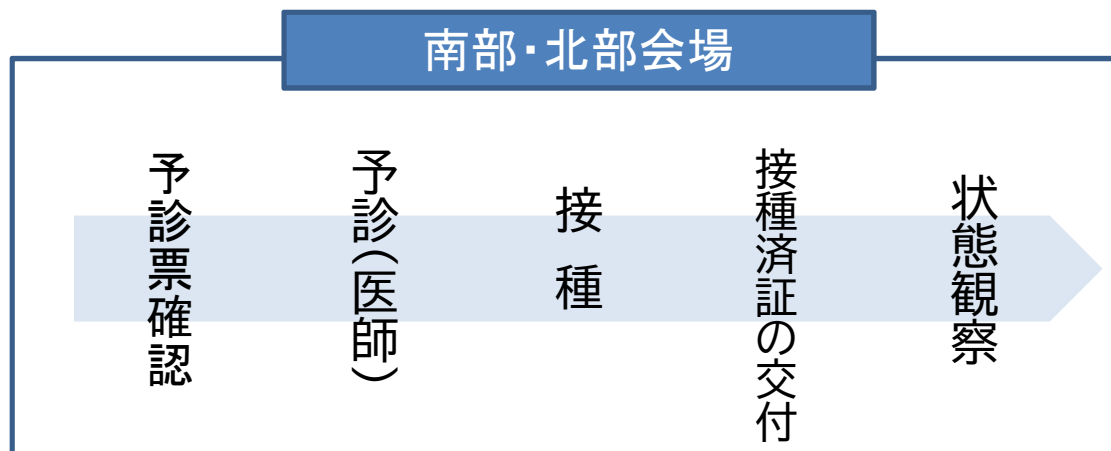 南部・北部会場
予診票確認
予診(医師)
接種
接種済証の交付
状態観察